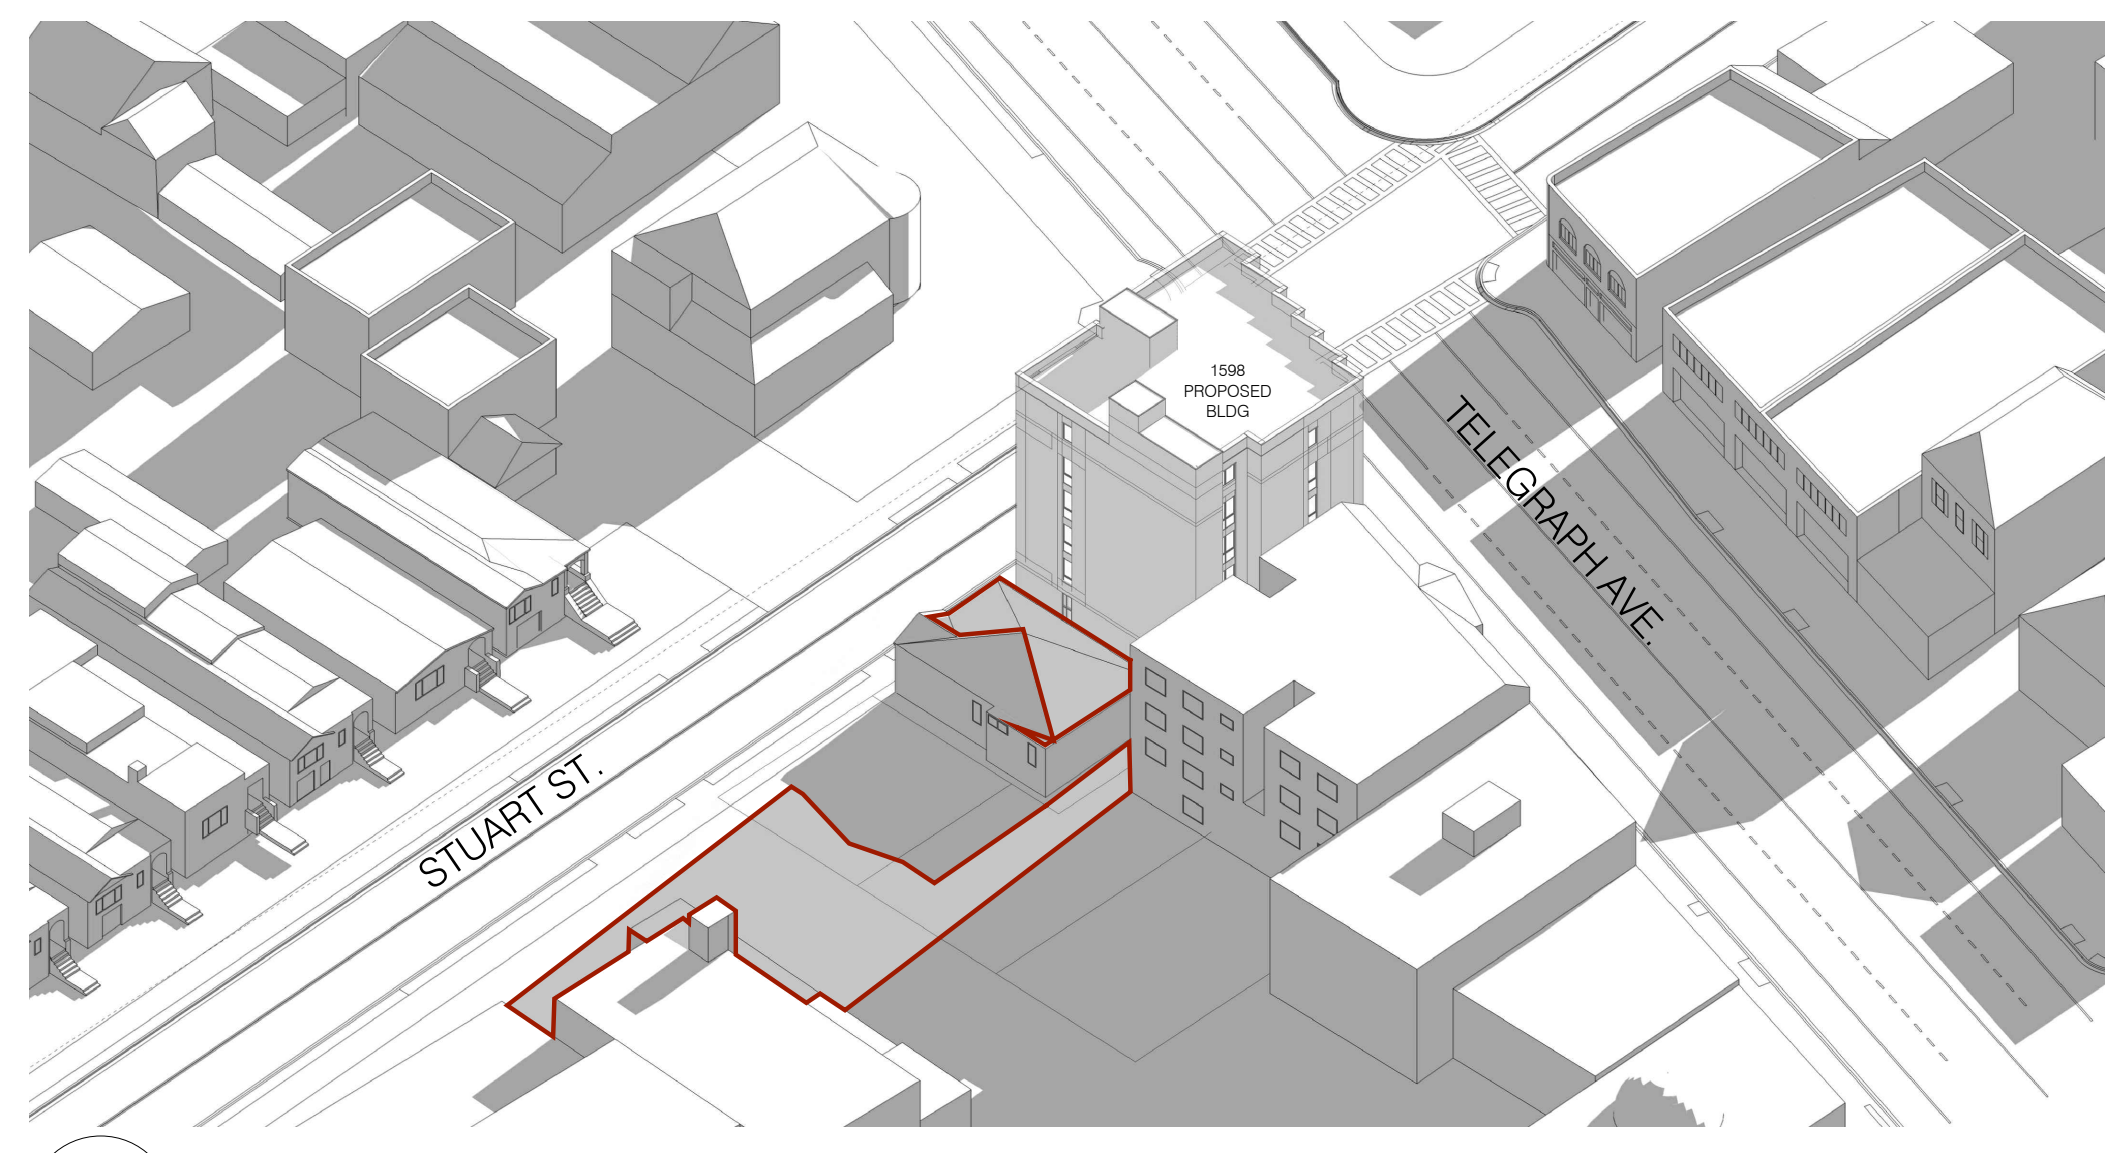 1598
PROPOSED
BLDG
TELEGRAPH AVE.
STUART ST.